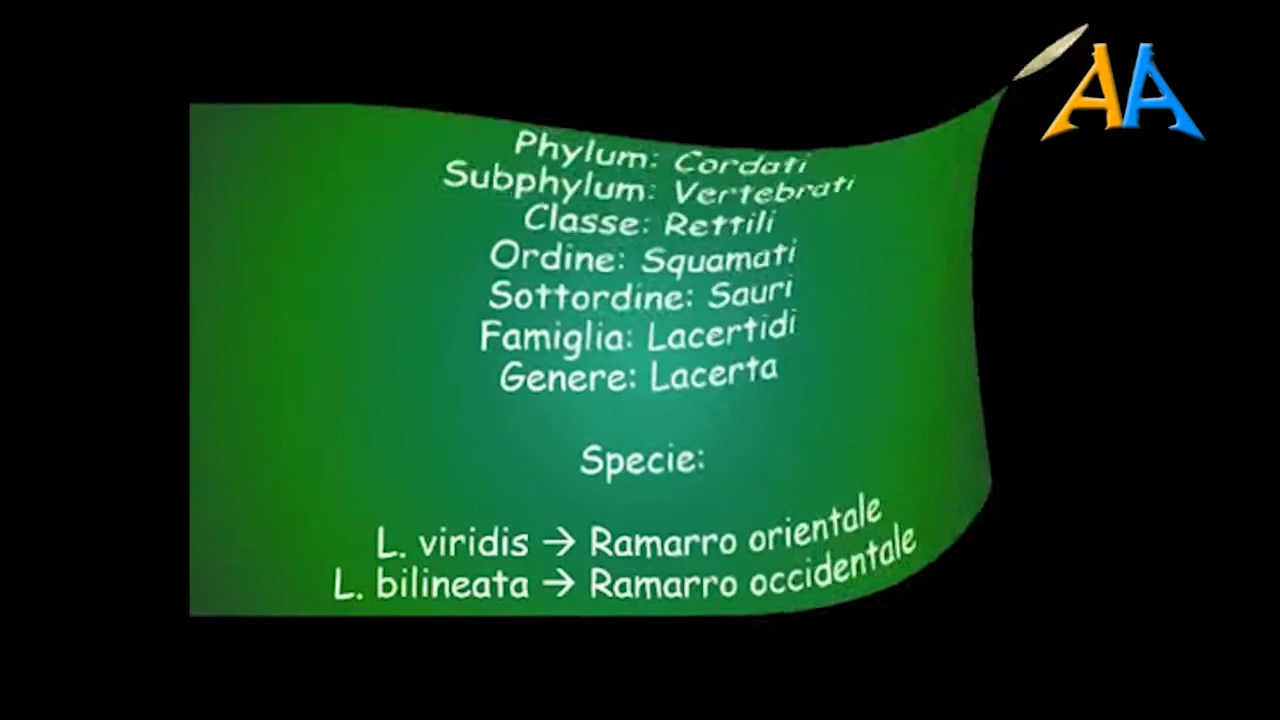 AA
Phylum: Cordati
Subphylum: Vertebrati
Classe: Rettili
Ordine: Squamati
Sottordine: Sauri
Famiglia: Lacertidi
Genere: Lacerta
Specie:
L. viridis → Ramarro orientale
L. bilineata → Ramarro occidentale